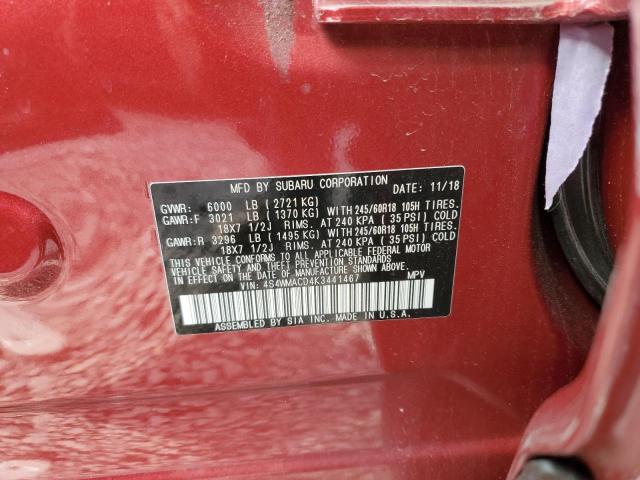 MFD BY SUBARU CORPORATION DATE: 11/18
GVWR: 6000 LB (2721 KG)
GAWR:F 3021 LB (1370 KG) WITH 245/60R18 105H TIRES.
18X7 1/2J RIMS. AT 240 KPA ( 35 PSI) COLD
GAWR:R 3296 LB (1495 KG) WITH 245/60R18 105H TIRES.
18X7 1/2J RIMS. AT 240 KPA ( 35 PSI) COLD
THIS VEHICLE CONFORMS TO ALL APPLICABLE FEDERAL MOTOR
VEHICLE SAFETY AND THEFT PREVENTION STANDARDS
IN EFFECT ON THE DATE OF MANUFACTURE SHOWN ABOVE.
VIN: 4S4WMACD4K3441467 MPV
ASSEMBLED BY SIA INC. MADE IN U.S.A.